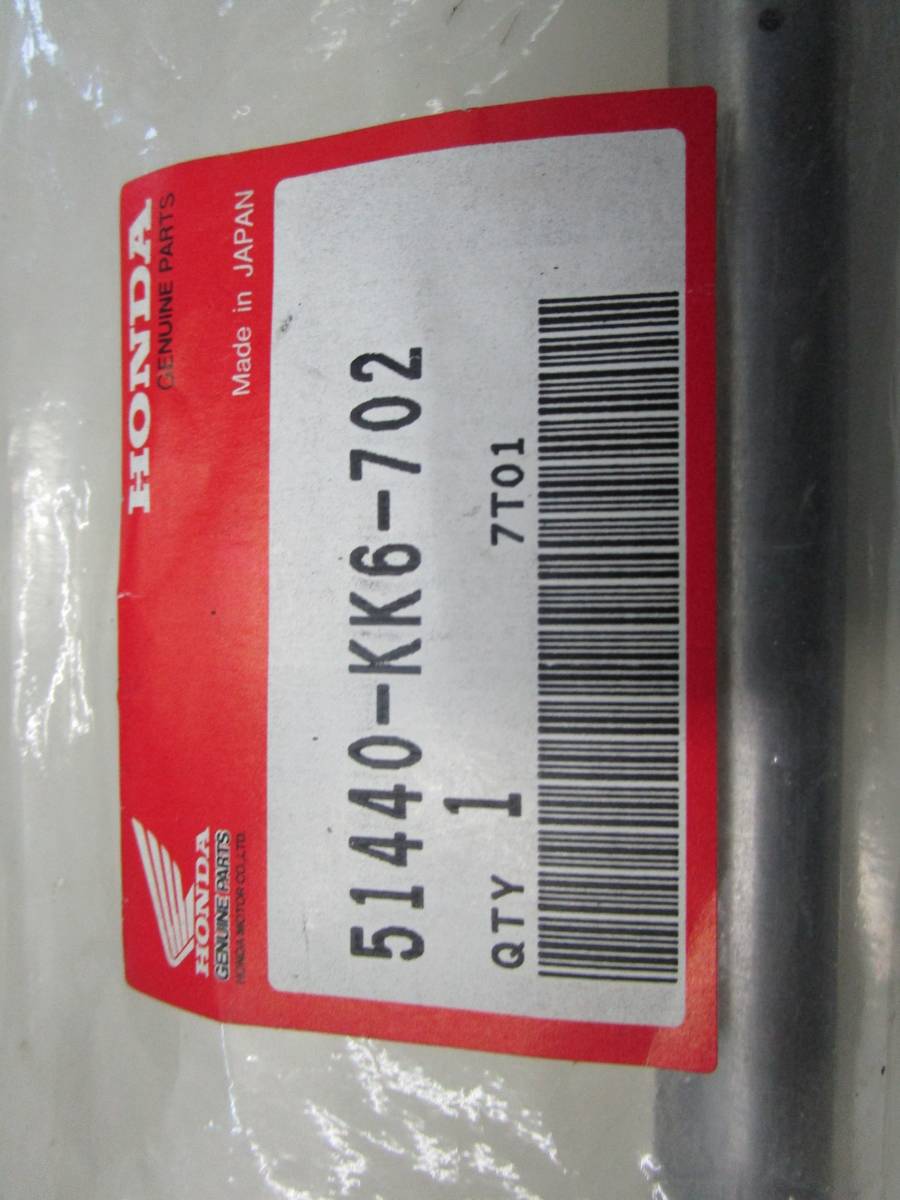 HONDA
GENUINE PARTS
HONDA MOTOR CO.,LTD.
HONDA
GENUINE PARTS
Made in JAPAN
51440-KK6-702
QTY 1 7T01